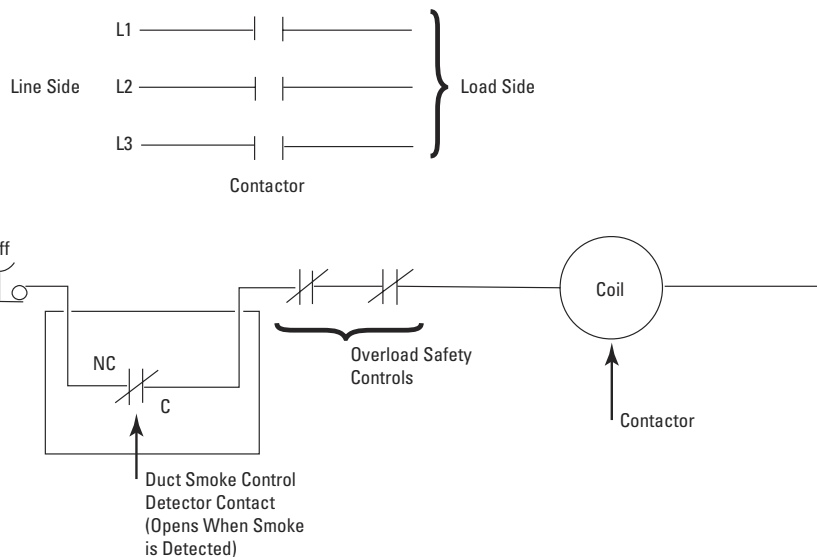 L1
Line Side
L2
Load Side
L3
Contactor
ff
Coil
NC
C
Overload Safety
Controls
Contactor
Duct Smoke Control
Detector Contact
(Opens When Smoke
is Detected)